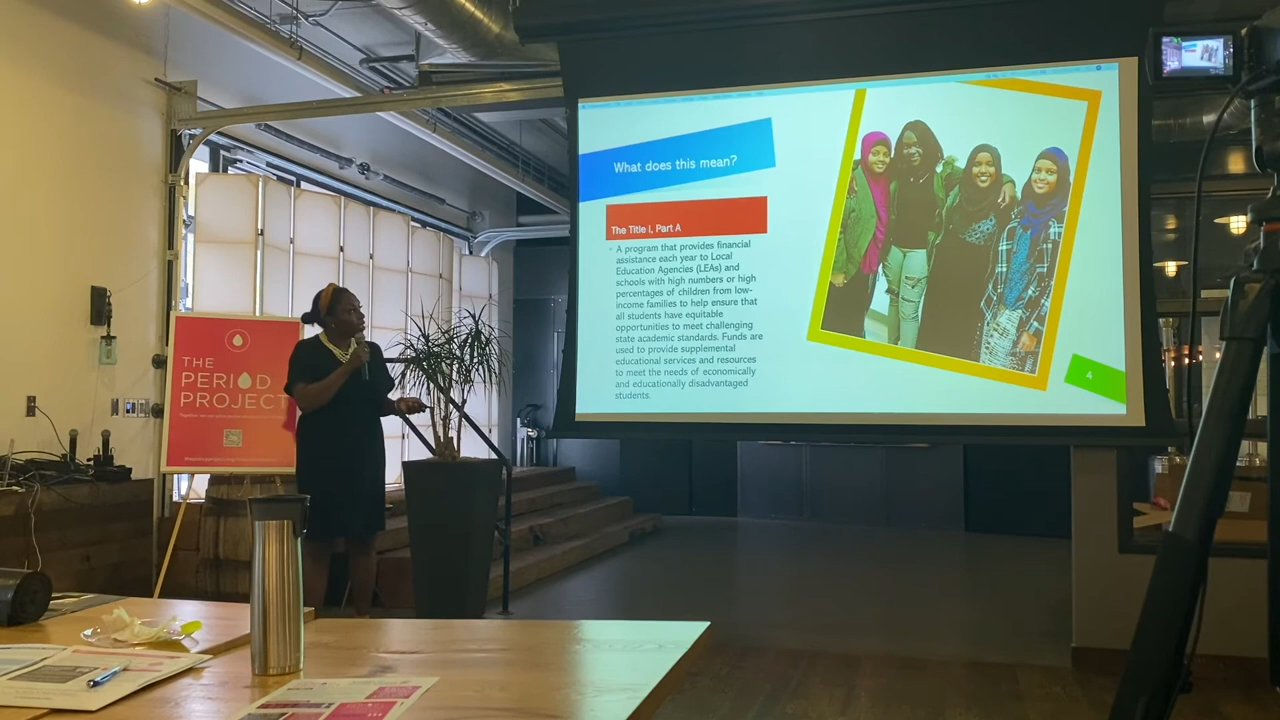 What does this mean?
The Title I, Part A
A program that provides financial
assistance each year to Local
Education Agencies (LEAs) and
schools with high numbers or high
percentages of children from low-
income families to help ensure that
all students have equitable
opportunities to meet challenging
state academic standards. Funds are
used to provide supplemental
educational services and resources
to meet the needs of economically
and educationally disadvantaged
students.
4
THE
PERIOD
PROJECT